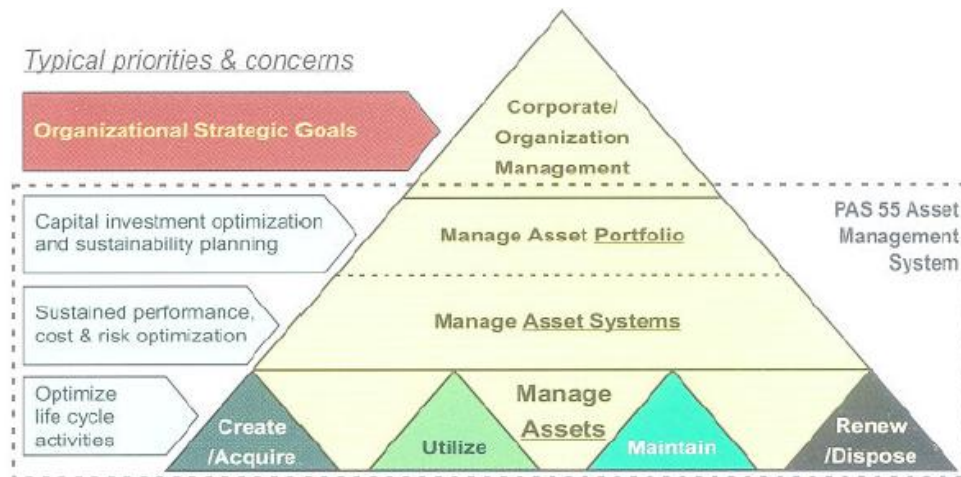 Typical priorities & concerns
Organizational Strategic Goals
Corporate/
Organization
Management
Capital investment optimization
and sustainability planning
Manage Asset Portfolio
PAS 55 Asset
Management
System
Sustained performance,
cost & risk optimization
Manage Asset Systems
Optimize
life cycle
activities
Manage
Assets
Create
/Acquire
Utilize
Maintain
Renew
/Dispose